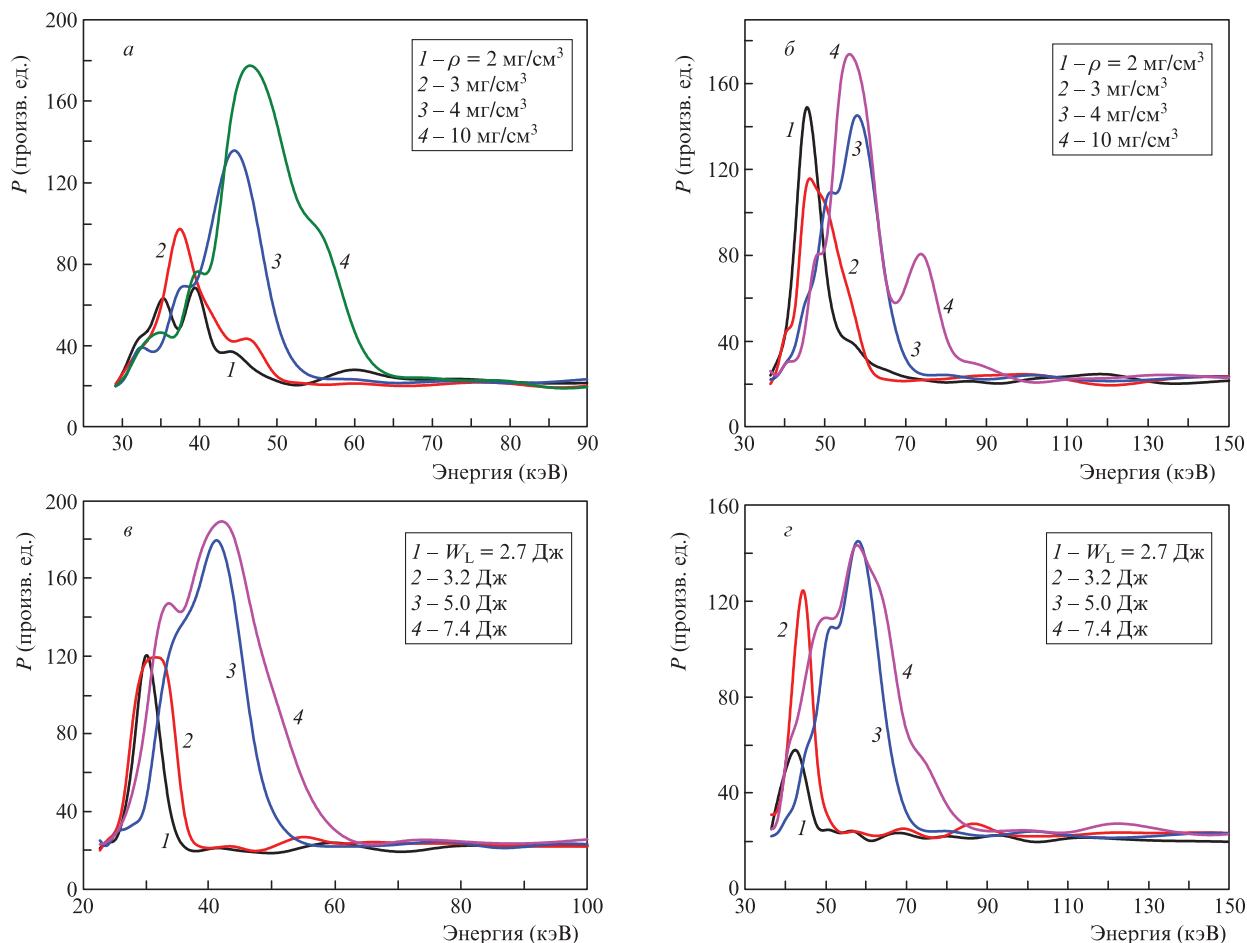 а
P (произв. ед.)
200
160
120
80
40
0
1 – ρ = 2 мг/см³
2 – 3 мг/см³
3 – 4 мг/см³
4 – 10 мг/см³
2
3
4
1
30 40 50 60 70 80 90
Энергия (кэВ)
б
P (произв. ед.)
160
120
80
40
0
1 – ρ = 2 мг/см³
2 – 3 мг/см³
3 – 4 мг/см³
4 – 10 мг/см³
4
1
3
2
4
3
30 50 70 90 110 130 150
Энергия (кэВ)
в
P (произв. ед.)
200
160
120
80
40
0
1 – W_L = 2.7 Дж
2 – 3.2 Дж
3 – 5.0 Дж
4 – 7.4 Дж
3
4
2
1
20 40 60 80 100
Энергия (кэВ)
г
P (произв. ед.)
160
120
80
40
0
1 – W_L = 2.7 Дж
2 – 3.2 Дж
3 – 5.0 Дж
4 – 7.4 Дж
2
4
3
1
30 50 70 90 110 130 150
Энергия (кэВ)